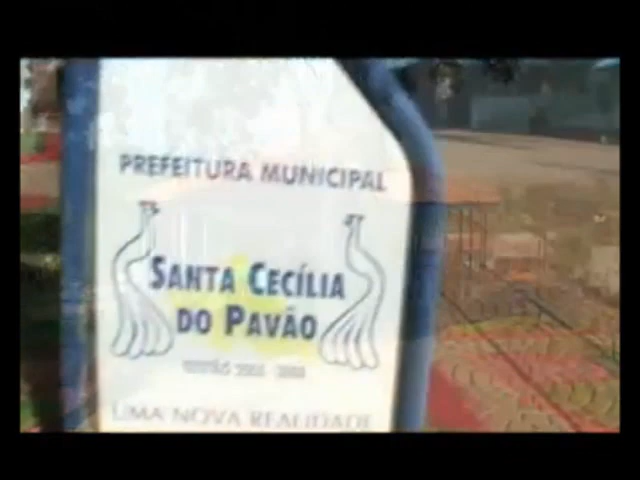 PREFEITURA MUNICIPAL
SANTA CECÍLIA
DO PAVÃO
UMA NOVA REALIDADE